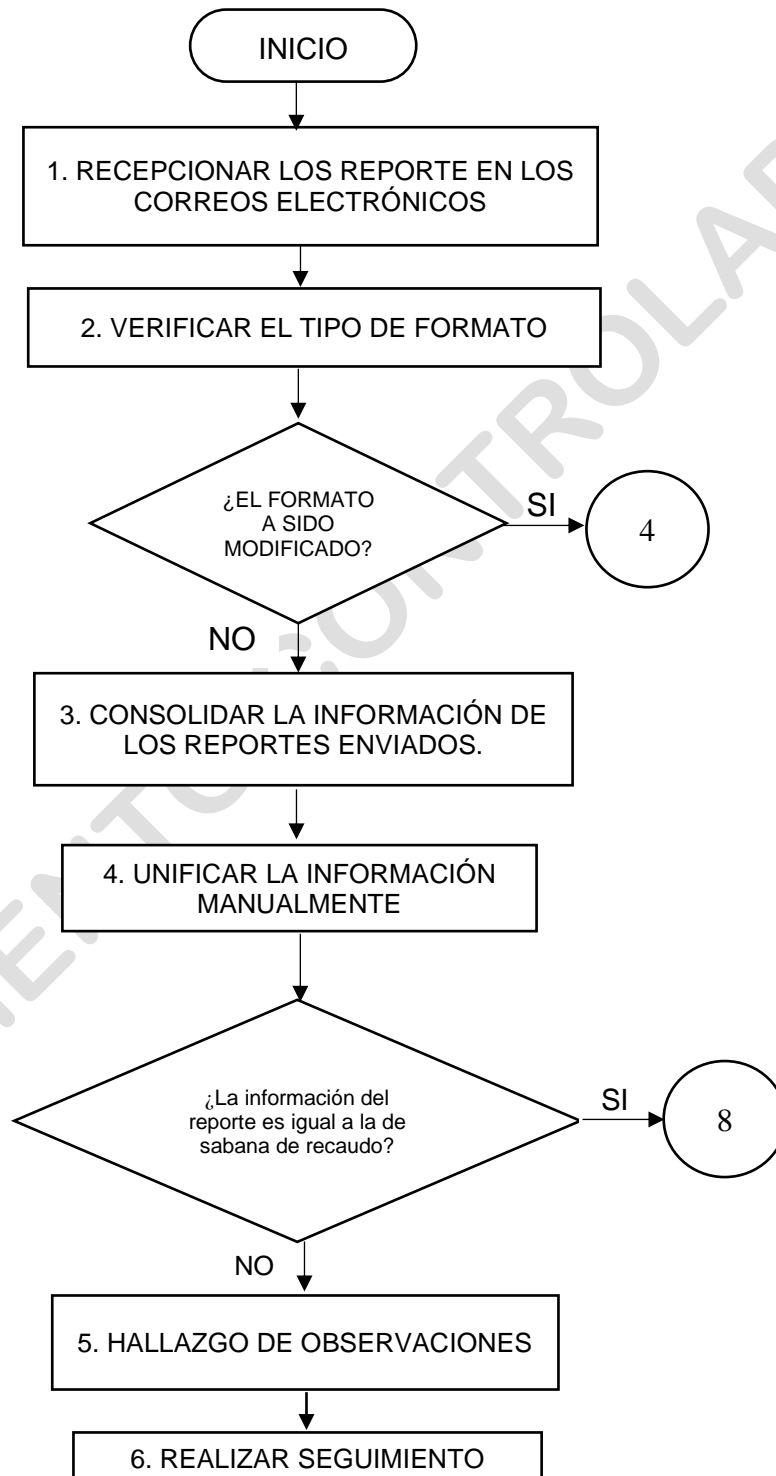 INICIO
1. RECEPCIONAR LOS REPORTE EN LOS
CORREOS ELECTRÓNICOS
2. VERIFICAR EL TIPO DE FORMATO
¿EL FORMATO
A SIDO
MODIFICADO?
SI
4
NO
3. CONSOLIDAR LA INFORMACIÓN DE
LOS REPORTES ENVIADOS.
4. UNIFICAR LA INFORMACIÓN
MANUALMENTE
¿La información del
reporte es igual a la de
sabana de recaudo?
SI
8
NO
5. HALLAZGO DE OBSERVACIONES
6. REALIZAR SEGUIMIENTO